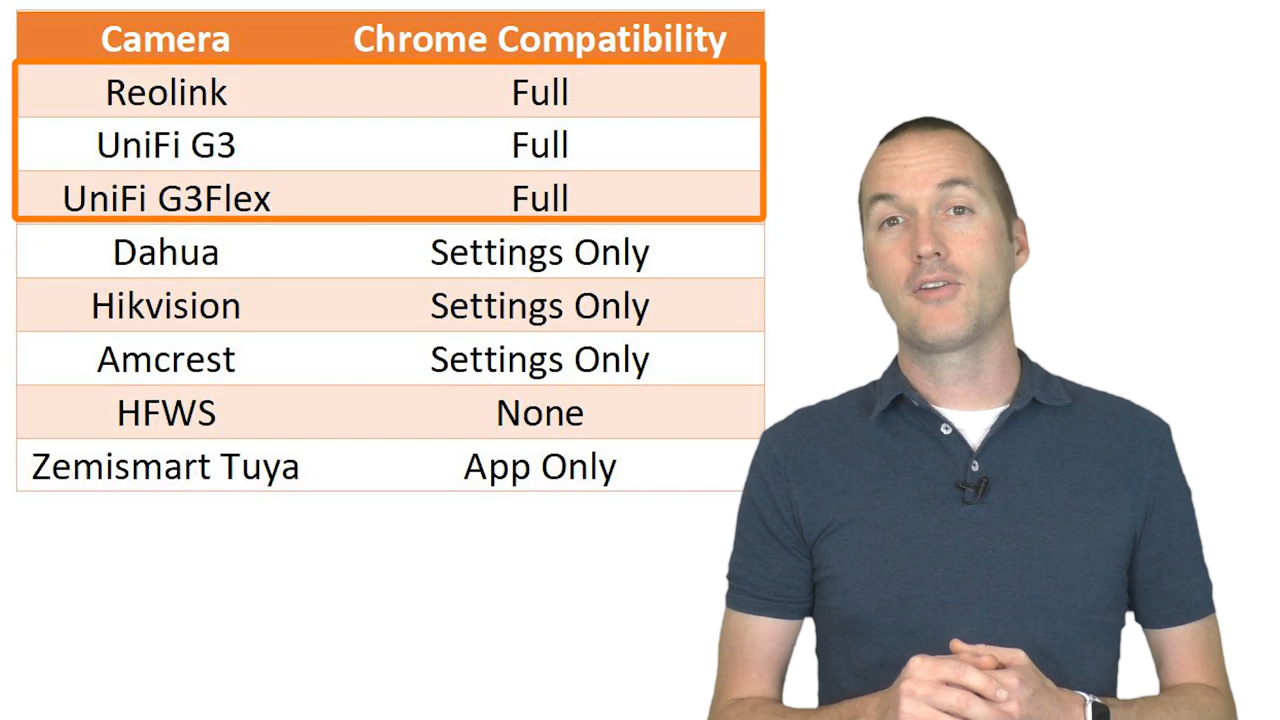 Camera Chrome Compatibility
Reolink Full
UniFi G3 Full
UniFi G3Flex Full
Dahua Settings Only
Hikvision Settings Only
Amcrest Settings Only
HFWS None
Zemismart Tuya App Only